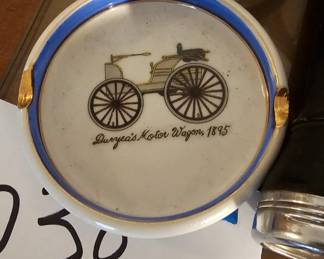 Duryea's Motor Wagon, 1895